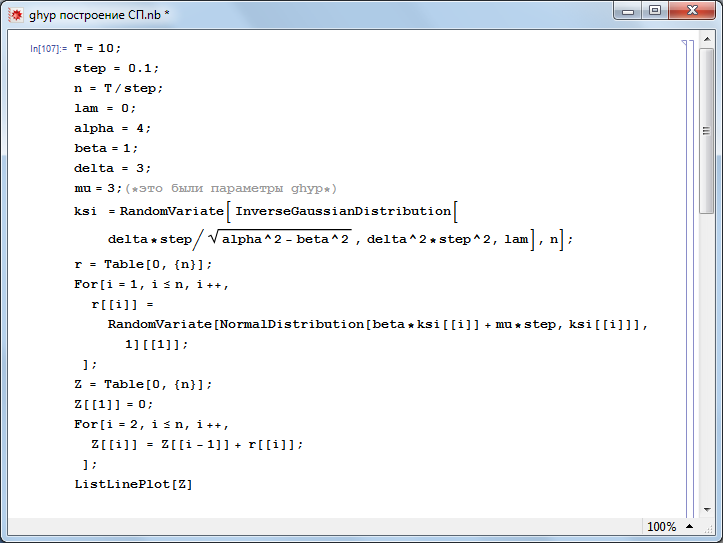 ghyp построение СП.nb *
In[107]:= T = 10;
step = 0.1;
n = T/step;
lam = 0;
alpha = 4;
beta = 1;
delta = 3;
mu = 3; (*это были параметры ghyp*)
ksi = RandomVariate[InverseGaussianDistribution[
delta*step/√alpha^2-beta^2, delta^2*step^2, lam], n];
r = Table[0, {n}];
For[i = 1, i ≤ n, i++,
r[[i]] =
RandomVariate[NormalDistribution[beta*ksi[[i]] + mu*step, ksi[[i]]],
1][[1]];
];
Z = Table[0, {n}];
Z[[1]] = 0;
For[i = 2, i ≤ n, i++,
Z[[i]] = Z[[i-1]] + r[[i]];
];
ListLinePlot[Z]
100%